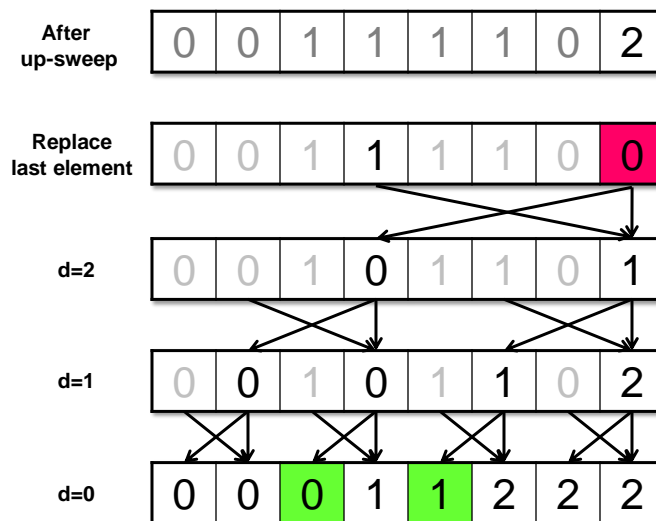 After
up-sweep
0 0 1 1 1 1 0 2
Replace
last element
0 0 1 1 1 1 0 0
d=2
0 0 1 0 1 1 0 1
d=1
0 0 1 0 1 1 0 2
d=0
0 0 0 1 1 2 2 2